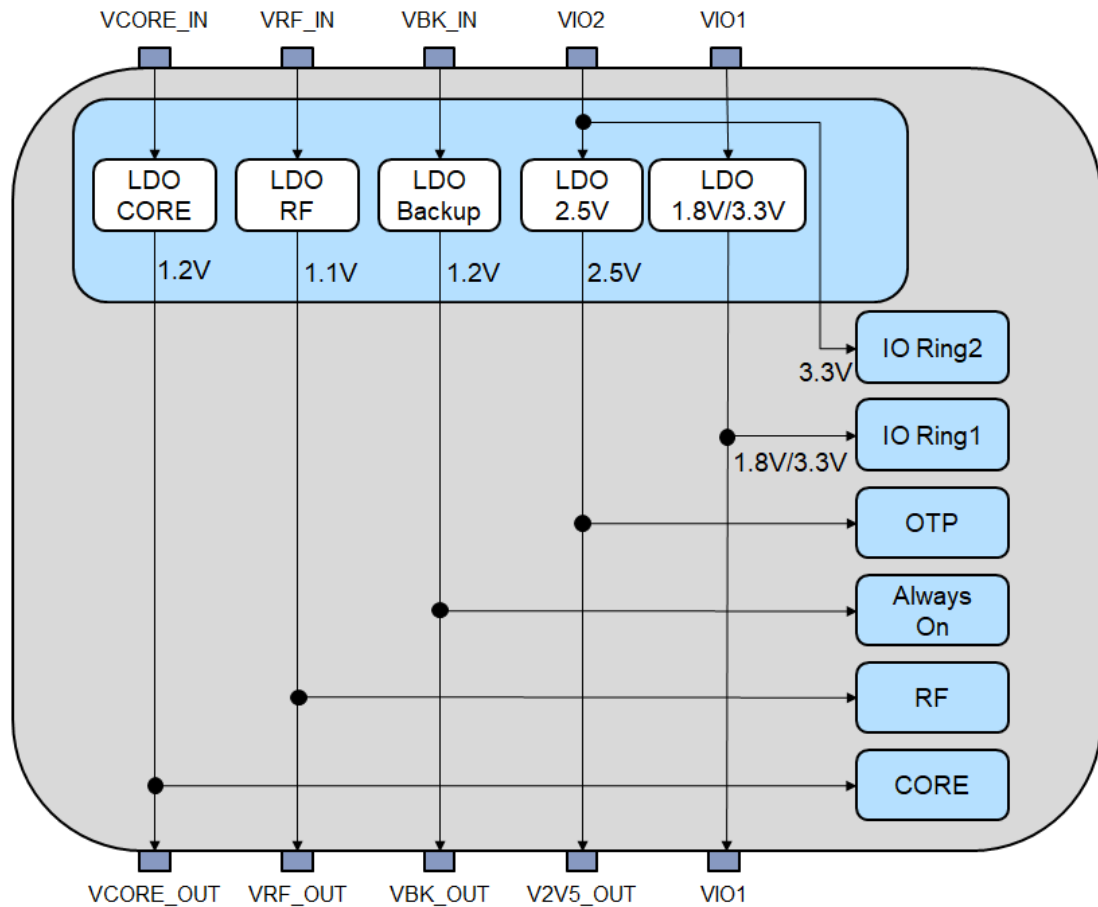 VCORE_IN
VRF_IN
VBK_IN
VIO2
VIO1
LDO
CORE
LDO
RF
LDO
Backup
LDO
2.5V
LDO
1.8V/3.3V
1.2V
1.1V
1.2V
2.5V
IO Ring2
3.3V
IO Ring1
1.8V/3.3V
OTP
Always
On
RF
CORE
VCORE_OUT
VRF_OUT
VBK_OUT
V2V5_OUT
VIO1